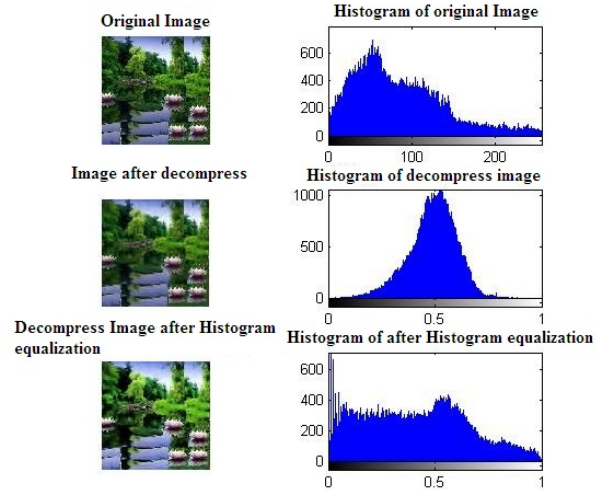 Original Image
Histogram of original Image
600
400
200
0
0 100 200
Image after decompress
Histogram of decompress image
1000
500
0
0.5 1
Decompress Image after Histogram
equalization
Histogram of after Histogram equalization
600
400
200
0
0 0.5 1